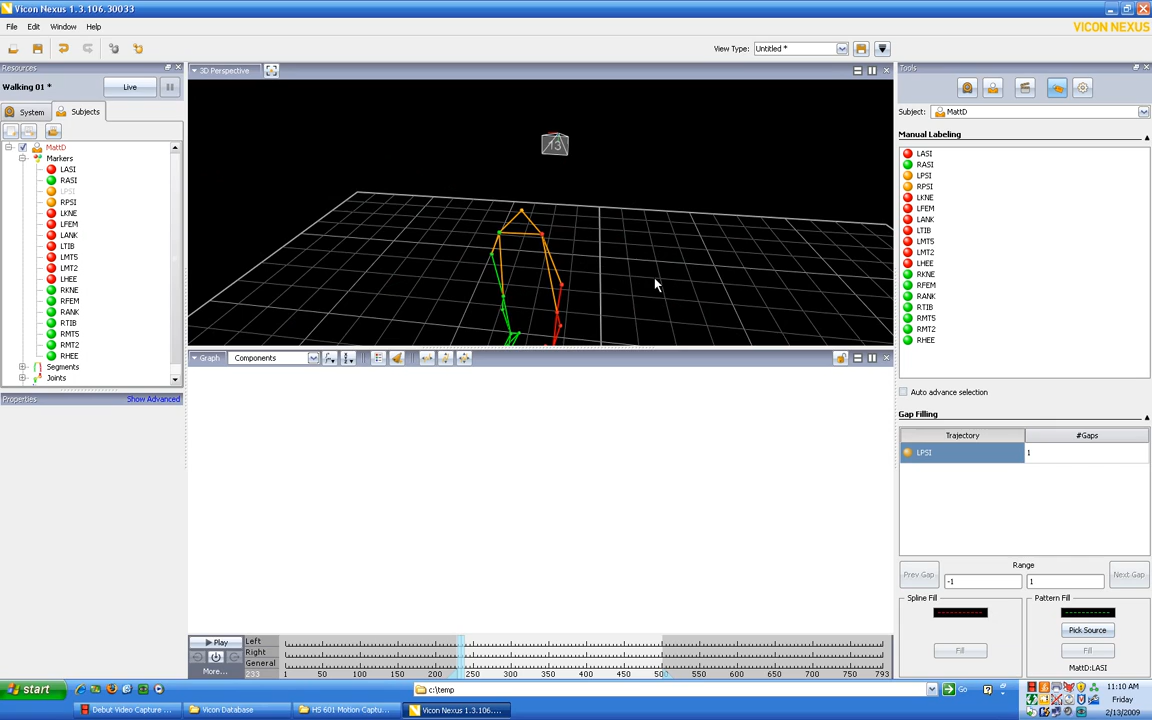 Vicon Nexus 1.3.106.30033
File Edit Window Help
VICON NEXUS
View Type: Untitled *
Resources
3D Perspective
Tools
Walking 01 *
Live
System
Subjects
Subject: MattD
MattD
Markers
LASI
RASI
LPSI
RPSI
LKNE
LFEM
LANK
LTIB
LMT5
LMT2
LHEE
RKNE
RFEM
RANK
RTIB
RMT5
RMT2
RHEE
Segments
Joints
13
Manual Labeling
LASI
RASI
LPSI
RPSI
LKNE
LFEM
LANK
LTIB
LMT5
LMT2
LHEE
RKNE
RFEM
RANK
RTIB
RMT5
RMT2
RHEE
Graph
Components
Auto advance selection
Properties
Show Advanced
Gap Filling
Trajectory #Gaps
LPSI 1
Range
Prev Gap -1 1 Next Gap
Spline Fill
Pattern Fill
Pick Source
Fill
Fill
MattD:LASI
Play
Left
Right
General
More...
233
1 50 100 150 200 250 300 350 400 450 500 550 600 650 700 750 793
start
c:\temp
Go
Debut Video Capture ...
Vicon Database
HS 601 Motion Captu...
Vicon Nexus 1.3.106....
11:10 AM
Friday
2/13/2009